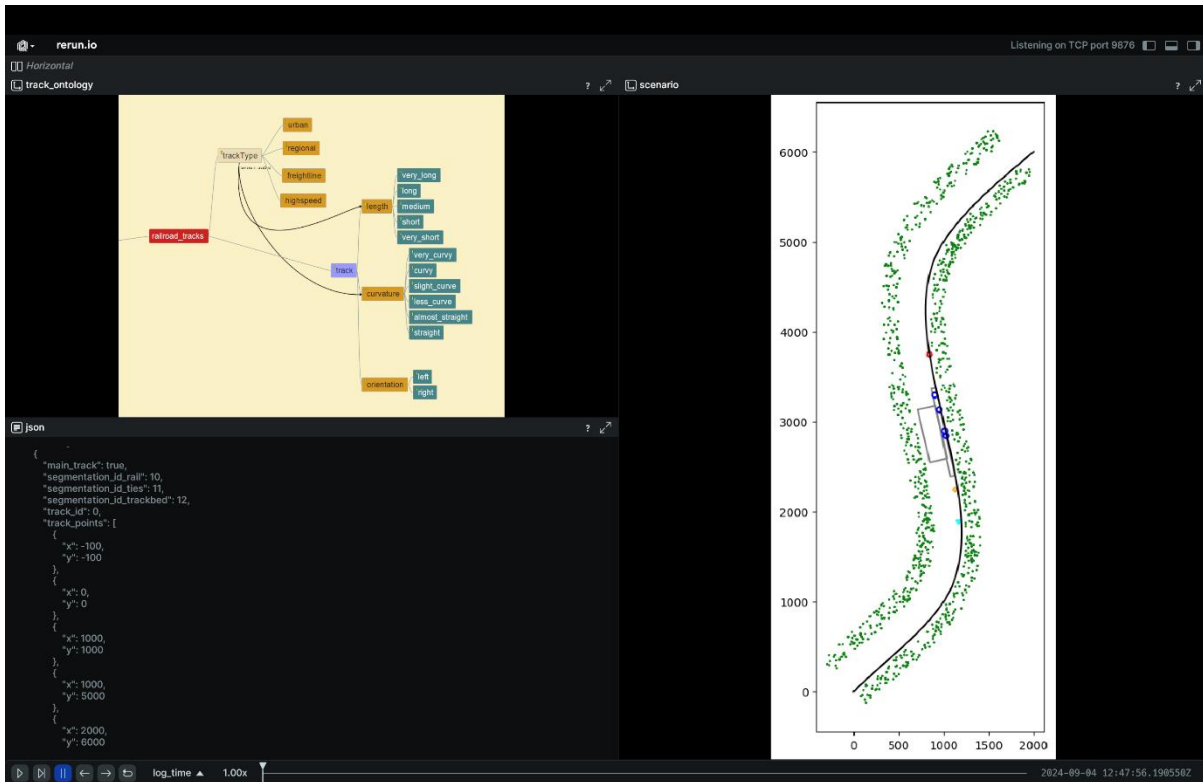 rerun.io
Listening on TCP port 9876
Horizontal
track_ontology
?
scenario
?
urban
'trackType
'regional
freightline
highspeed
very_long
long
length
medium
'short
very_short
railroad_tracks
'very_curvy
track
'curvy
'slight_curve
curvature
'less_curve
'almost_straight
'straight
'left
orientation
'right
json
?
{
"main_track": true,
"segmentation_id_rail": 10,
"segmentation_id_ties": 11,
"segmentation_id_trackbed": 12,
"track_id": 0,
"track_points": [
{
"x": -100,
"y": -100
},
{
"x": 0,
"y": 0
},
{
"x": 1000,
"y": 1000
},
{
"x": 1000,
"y": 5000
},
{
"x": 2000,
"y": 6000
6000
5000
4000
3000
2000
1000
0
0 500 1000 1500 2000
log_time 1.00x
2024-09-04 12:47:56.190550Z